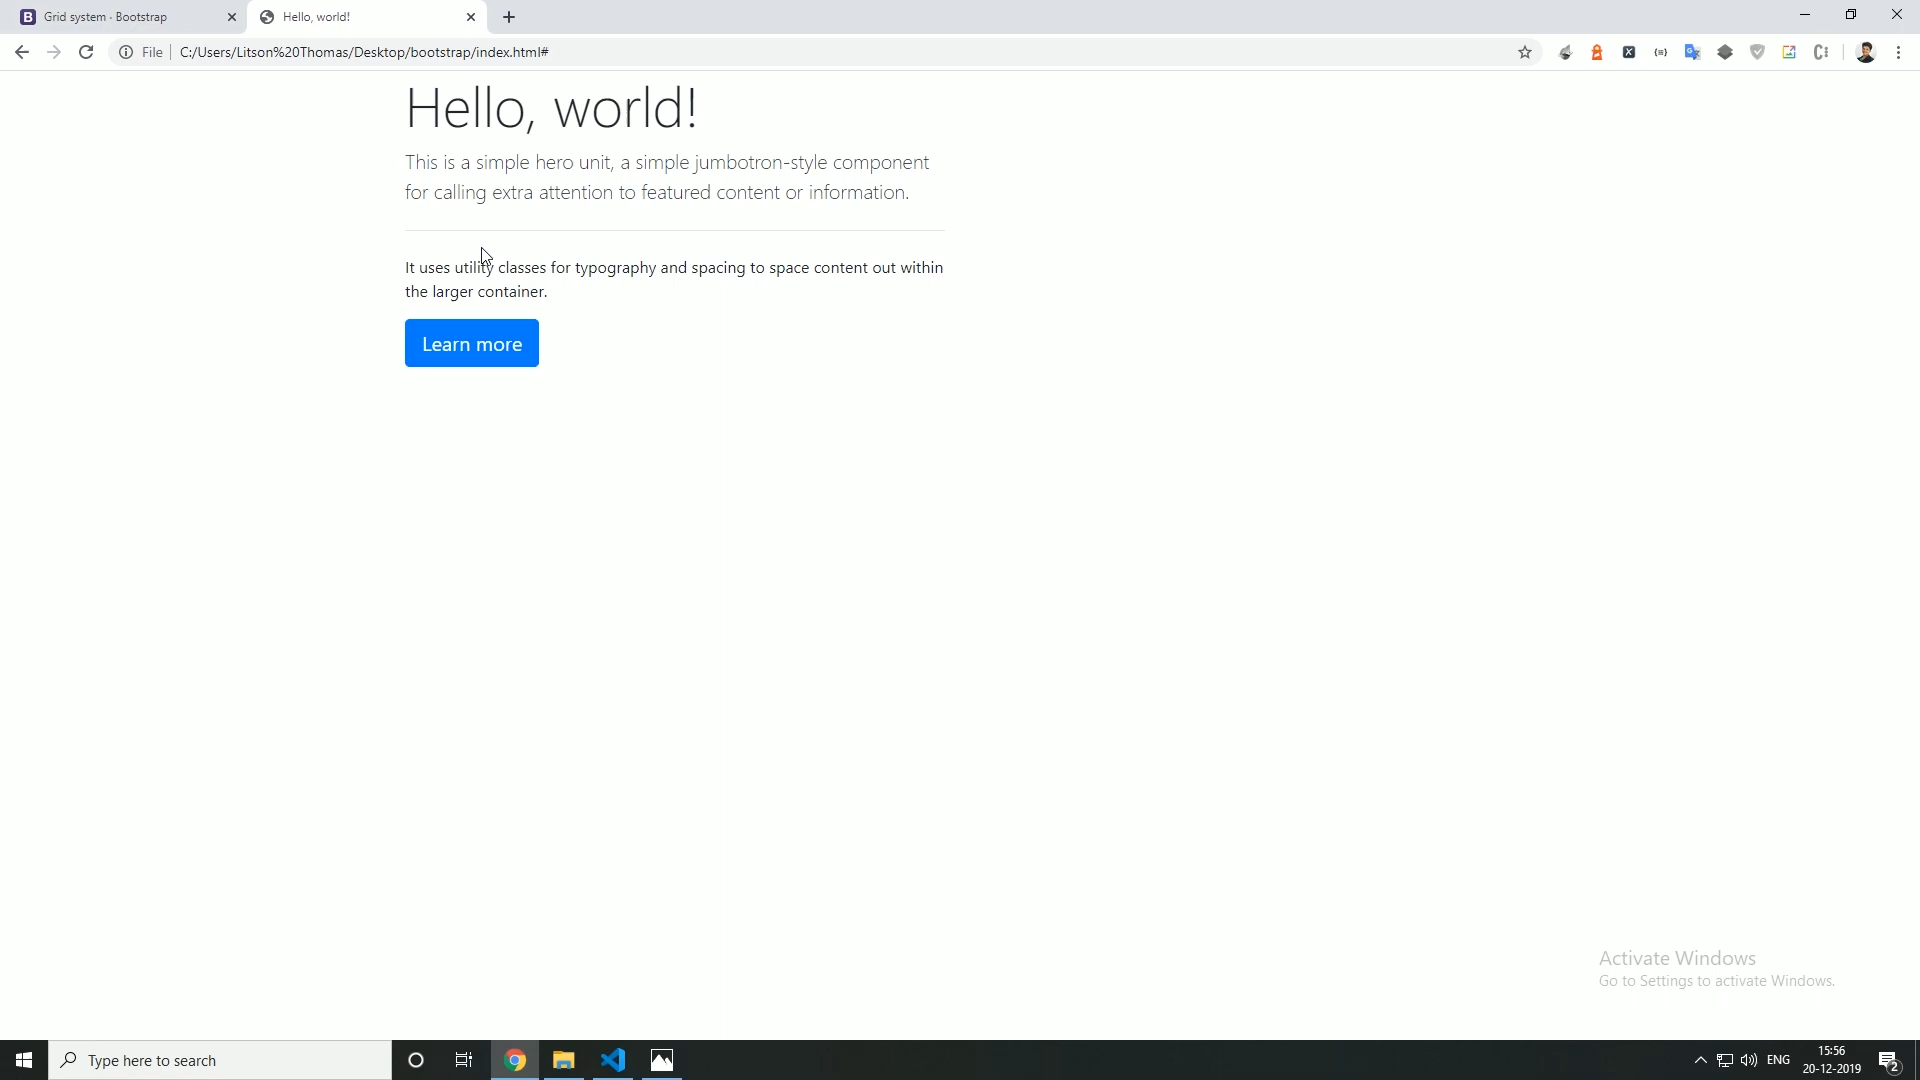 Grid system · Bootstrap
Hello, world!
File
C:/Users/Litson%20Thomas/Desktop/bootstrap/index.html#
Hello, world!
This is a simple hero unit, a simple jumbotron-style component
for calling extra attention to featured content or information.
It uses utility classes for typography and spacing to space content out within
the larger container.
Learn more
Activate Windows
Go to Settings to activate Windows.
Type here to search
ENG
15:56
20-12-2019
2